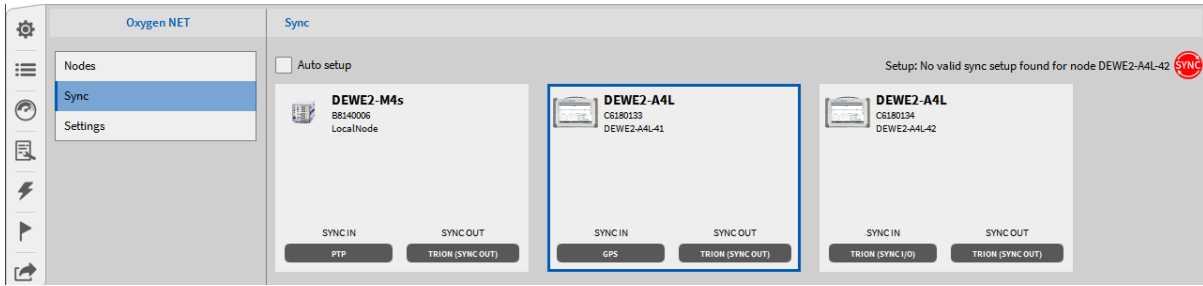 Oxygen NET
Sync
Nodes
Sync
Settings
Auto setup
Setup: No valid sync setup found for node DEWE2-A4L-42
SYNC
DEWE2-M4s
B8140006
LocalNode
SYNC IN
SYNC OUT
PTP
TRION (SYNC OUT)
DEWE2-A4L
C6180133
DEWE2-A4L-41
SYNC IN
SYNC OUT
GPS
TRION (SYNC OUT)
DEWE2-A4L
C6180134
DEWE2-A4L-42
SYNC IN
SYNC OUT
TRION (SYNC I/O)
TRION (SYNC OUT)